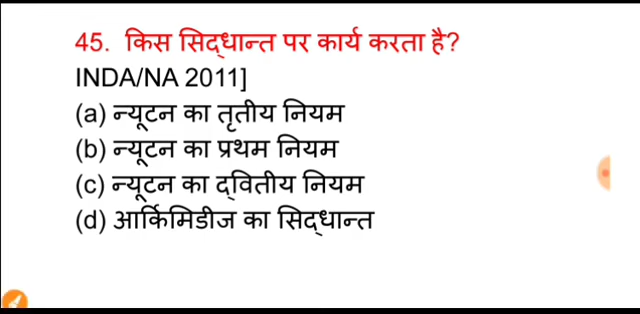 45. किस सिद्धान्त पर कार्य करता है?
INDA/NA 2011]
(a) न्यूटन का तृतीय नियम
(b) न्यूटन का प्रथम नियम
(c) न्यूटन का द्वितीय नियम
(d) आर्किमिडीज का सिद्धान्त